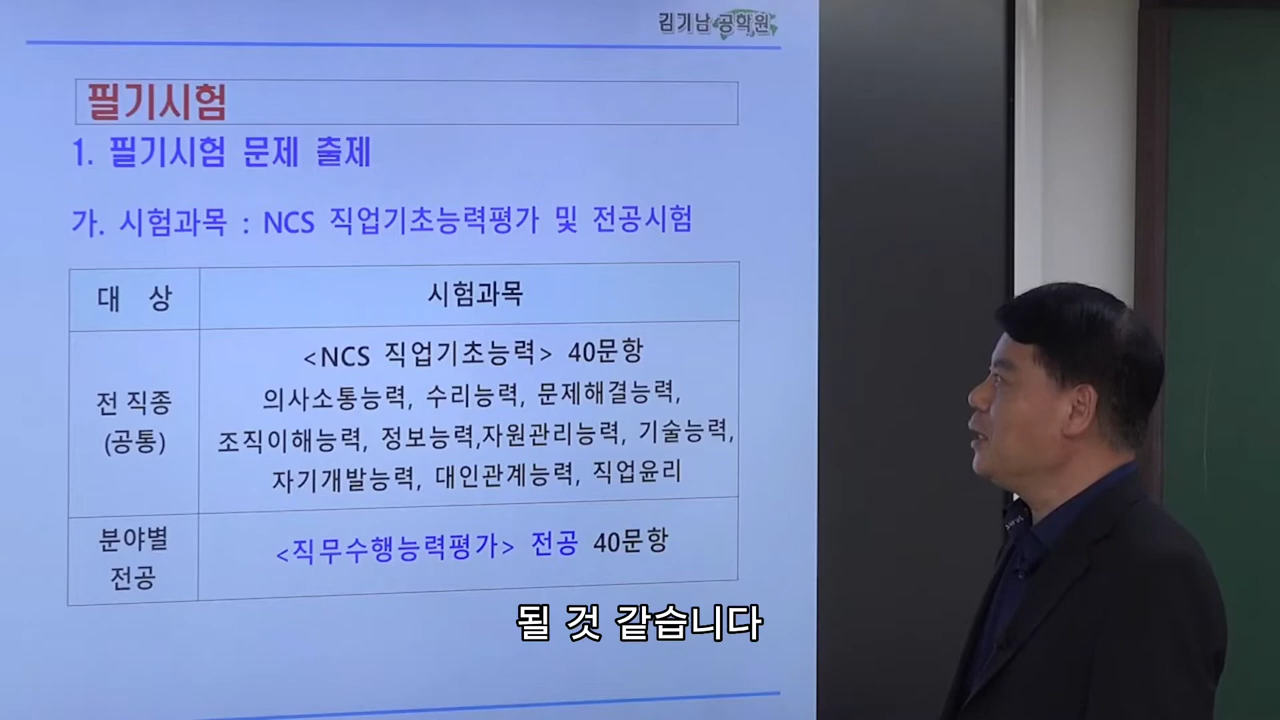 김기남 공학원
필기시험
1. 필기시험 문제 출제
가. 시험과목 : NCS 직업기초능력평가 및 전공시험
대 상
시험과목
전 직종
(공통)
<NCS 직업기초능력> 40문항
의사소통능력, 수리능력, 문제해결능력,
조직이해능력, 정보능력,자원관리능력, 기술능력,
자기개발능력, 대인관계능력, 직업윤리
분야별
전공
<직무수행능력평가> 전공 40문항
될 것 같습니다